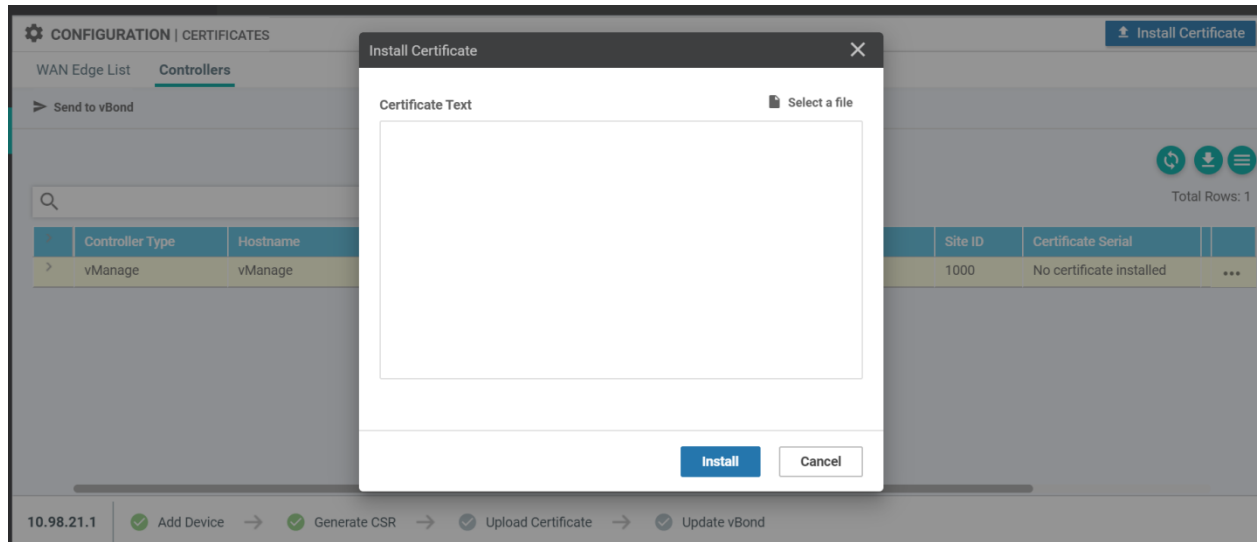 CONFIGURATION | CERTIFICATES
Install Certificate
WAN Edge List Controllers
Send to vBond
Total Rows: 1
Controller Type Hostname Site ID Certificate Serial
vManage vManage 1000 No certificate installed
Install Certificate
Certificate Text Select a file
Install Cancel
10.98.21.1 Add Device Generate CSR Upload Certificate Update vBond